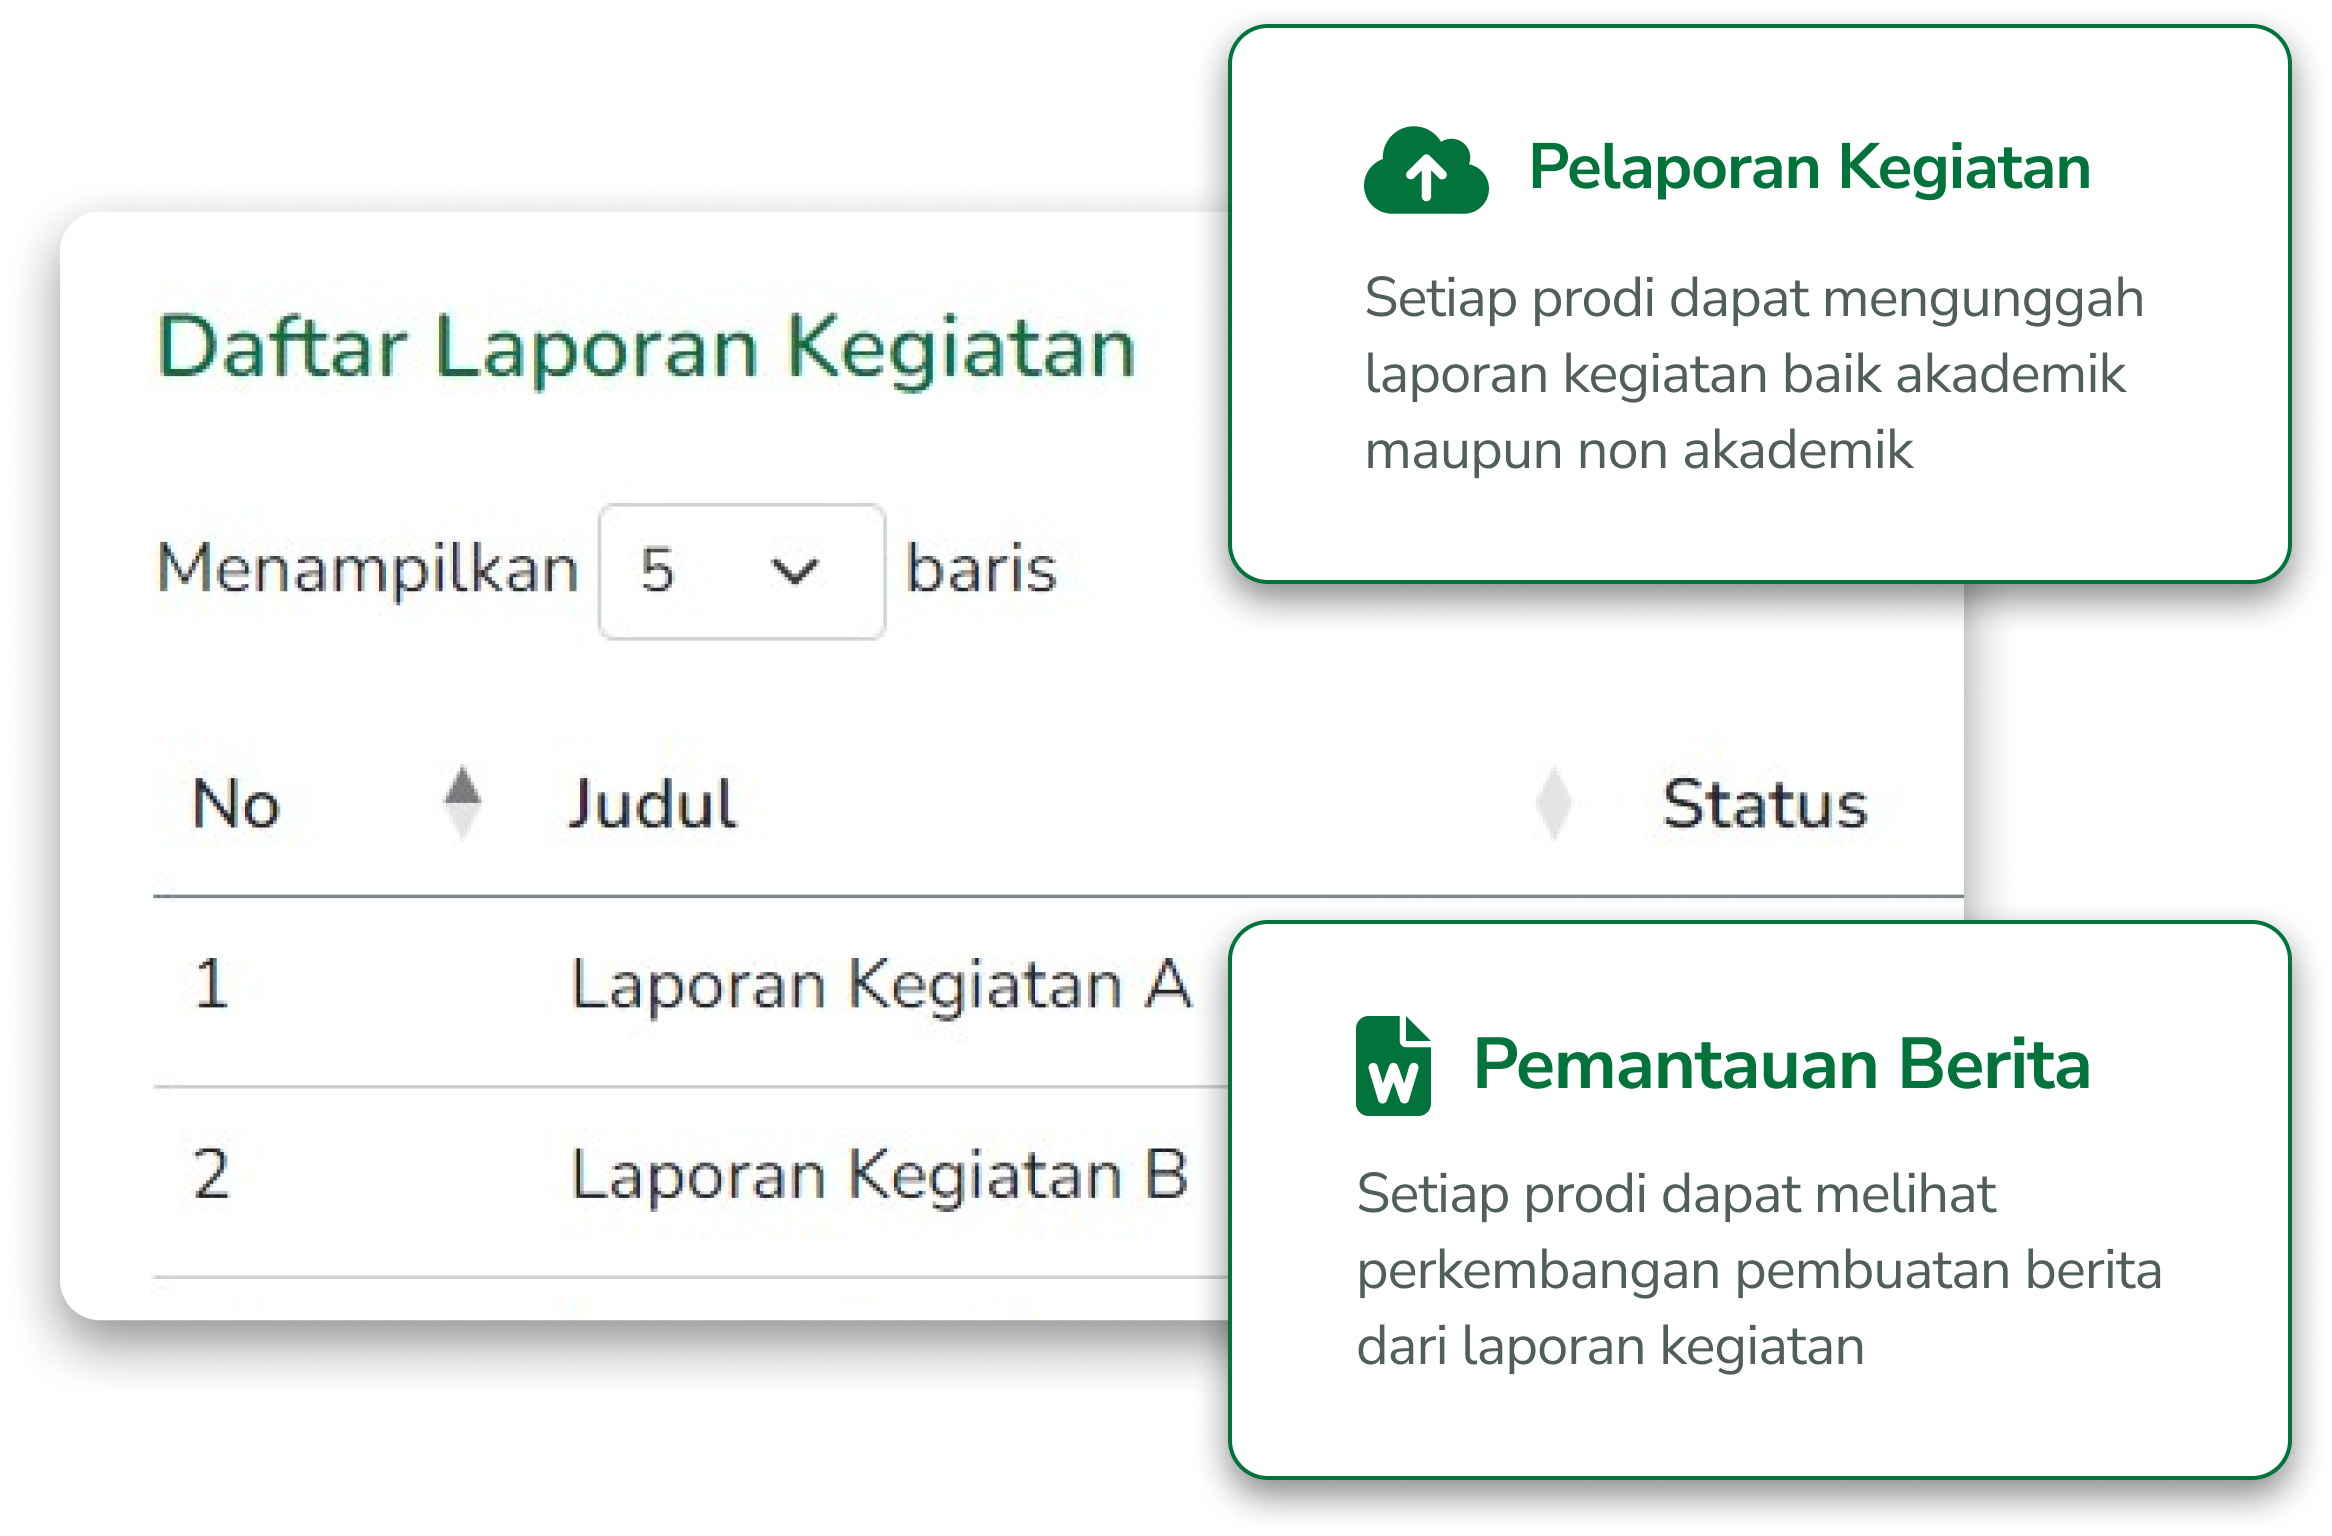 Pelaporan Kegiatan
Setiap prodi dapat mengunggah
laporan kegiatan baik akademik
maupun non akademik
Daftar Laporan Kegiatan
Menampilkan 5 baris
No Judul Status
1 Laporan Kegiatan A
2 Laporan Kegiatan B
W Pemantauan Berita
Setiap prodi dapat melihat
perkembangan pembuatan berita
dari laporan kegiatan